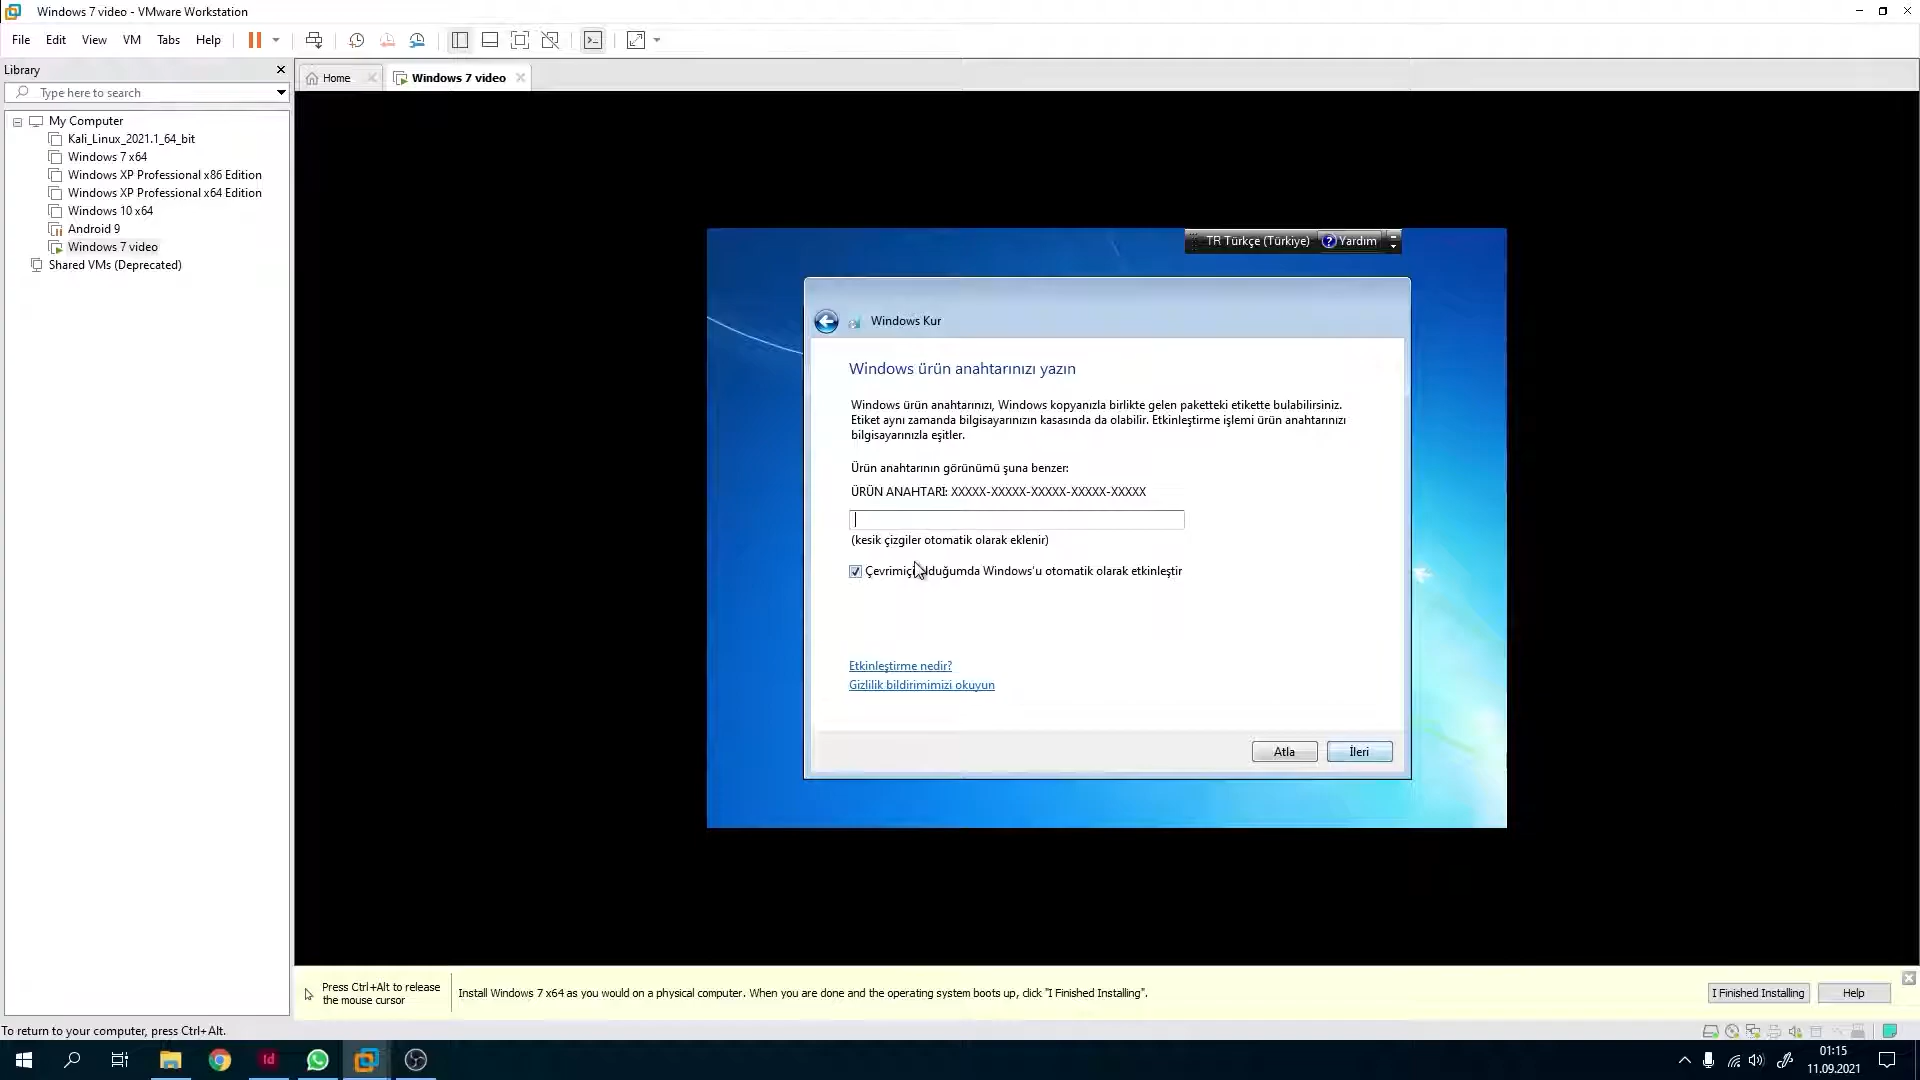 Windows 7 video - VMware Workstation
File Edit View VM Tabs Help
Library
Home
Windows 7 video
Type here to search
My Computer
Kali_Linux_2021.1_64_bit
Windows 7 x64
Windows XP Professional x86 Edition
Windows XP Professional x64 Edition
Windows 10 x64
Android 9
Windows 7 video
Shared VMs (Deprecated)
TR Türkçe (Türkiye) Yardım
Windows Kur
Windows ürün anahtarınızı yazın
Windows ürün anahtarınızı, Windows kopyanızla birlikte gelen paketteki etikette bulabilirsiniz.
Etiket aynı zamanda bilgisayarınızın kasasında da olabilir. Etkinleştirme işlemi ürün anahtarınızı
bilgisayarınızla eşitler.
Ürün anahtarının görünümü şuna benzer:
ÜRÜN ANAHTARI: XXXXX-XXXXX-XXXXX-XXXXX-XXXXX
(kesik çizgiler otomatik olarak eklenir)
Çevrimiçi olduğumda Windows'u otomatik olarak etkinleştir
Etkinleştirme nedir?
Gizlilik bildirimimizi okuyun
Atla
İleri
Press Ctrl+Alt to release
the mouse cursor
Install Windows 7 x64 as you would on a physical computer. When you are done and the operating system boots up, click "I Finished Installing".
I Finished Installing
Help
To return to your computer, press Ctrl+Alt.
Id
01:15
11.09.2021